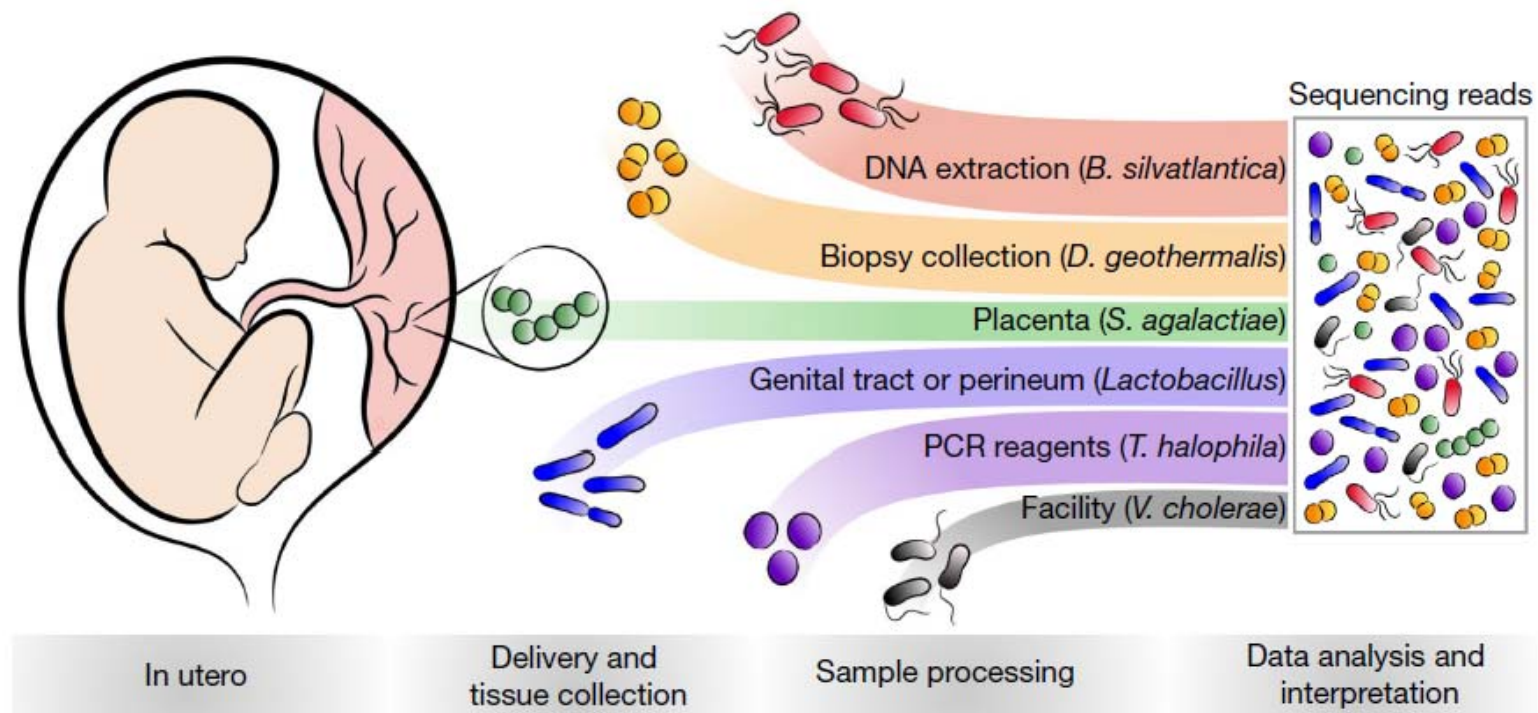 Sequencing reads
DNA extraction (B. silvatlantica)
Biopsy collection (D. geothermalis)
Placenta (S. agalactiae)
Genital tract or perineum (Lactobacillus)
PCR reagents (T. halophila)
Facility (V. cholerae)
In utero
Delivery and
tissue collection
Sample processing
Data analysis and
interpretation